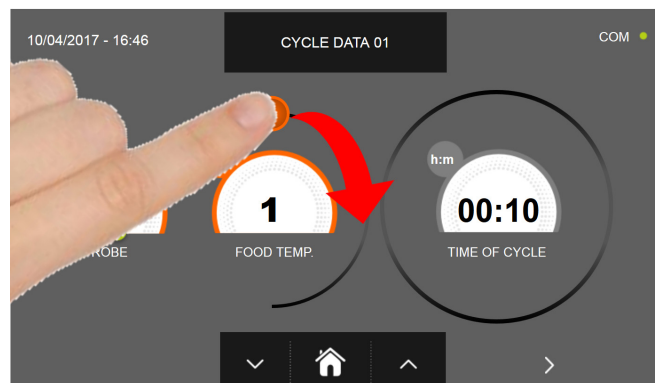 10/04/2017 - 16:46
CYCLE DATA 01
COM
h:m
1
00:10
FOOD TEMP.
TIME OF CYCLE